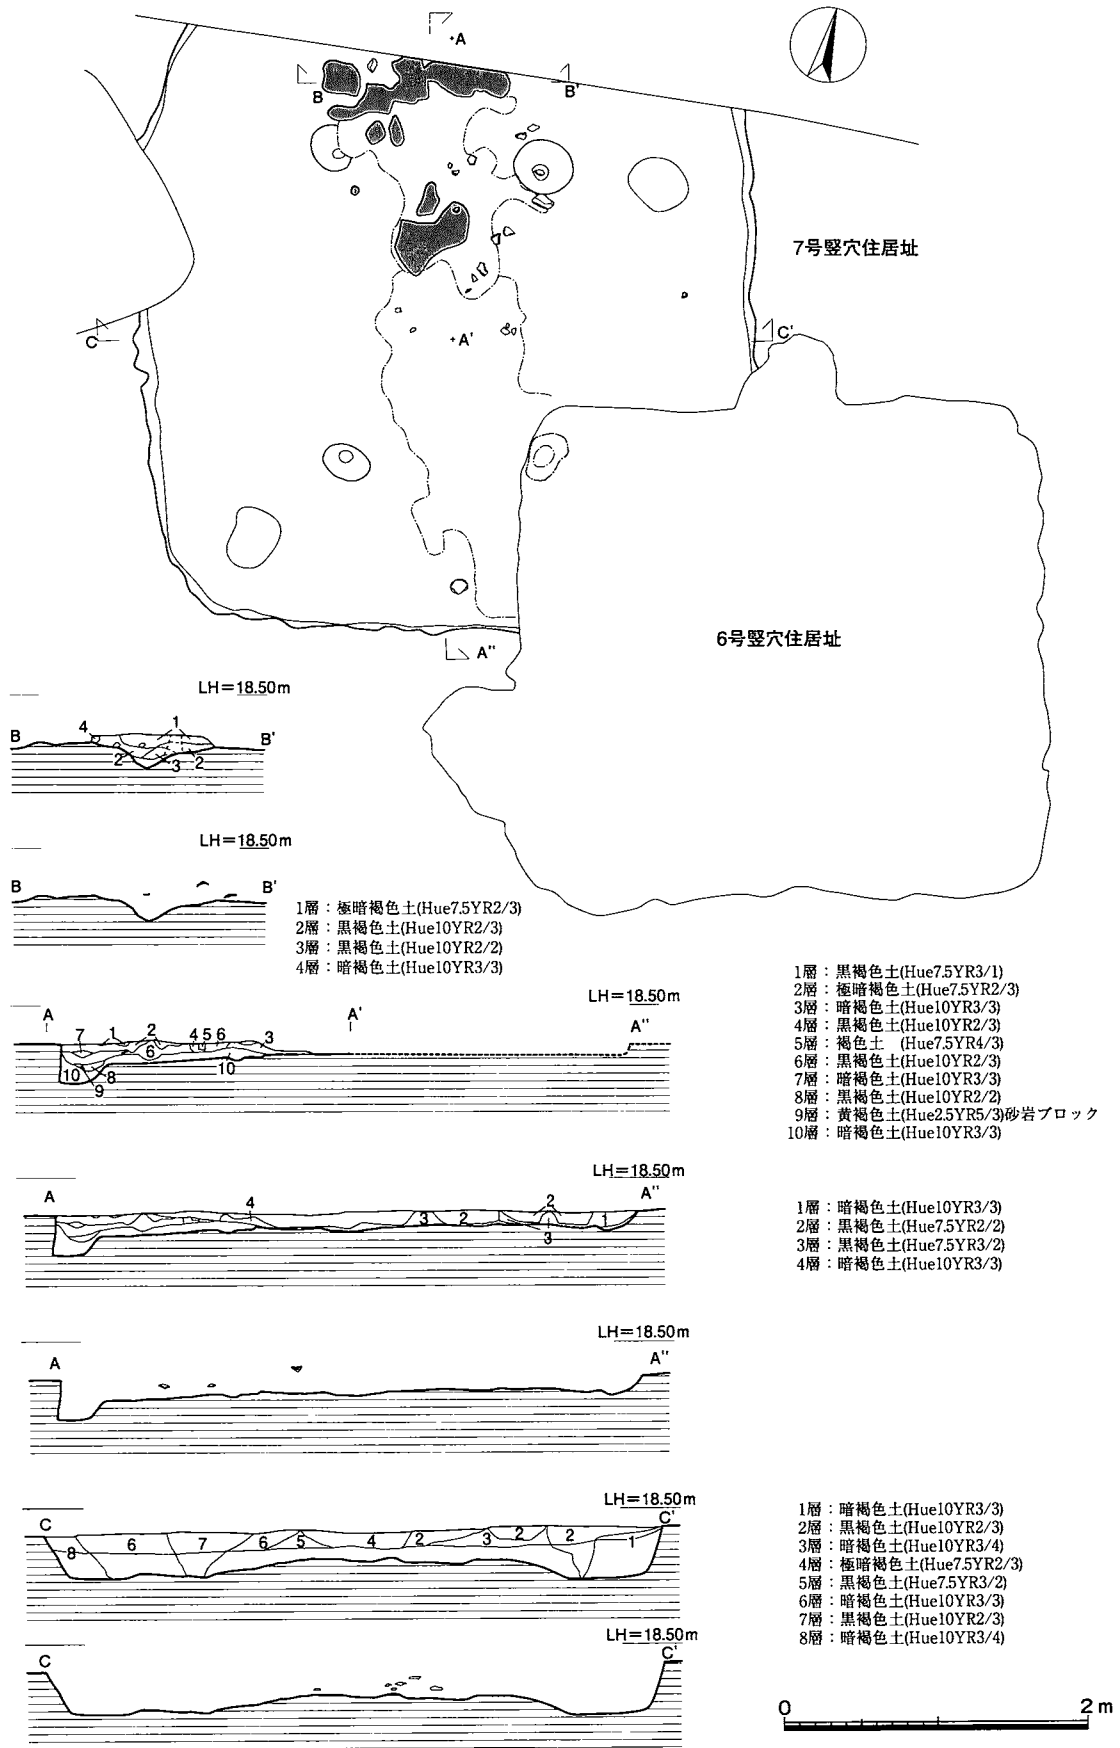 A
B
B'
7号竪穴住居址
C
A'
C'
6号竪穴住居址
A"
LH=18.50m
B
4
1
B'
2
3
2
LH=18.50m
B
B'
1層：極暗褐色土(Hue7.5YR2/3)
2層：黒褐色土(Hue10YR2/3)
3層：黒褐色土(Hue10YR2/2)
4層：暗褐色土(Hue10YR3/3)
LH=18.50m
A
A'
A"
7
1
2
4
5
6
3
6
10
8
10
9
1層：黒褐色土(Hue7.5YR3/1)
2層：極暗褐色土(Hue7.5YR2/3)
3層：暗褐色土(Hue10YR3/3)
4層：黒褐色土(Hue10YR2/3)
5層：褐色土 (Hue7.5YR4/3)
6層：黒褐色土(Hue10YR2/3)
7層：暗褐色土(Hue10YR3/3)
8層：黒褐色土(Hue10YR2/2)
9層：黄褐色土(Hue2.5YR5/3)砂岩ブロック
10層：暗褐色土(Hue10YR3/3)
LH=18.50m
A
4
2
A"
3
2
1
3
1層：暗褐色土(Hue10YR3/3)
2層：黒褐色土(Hue7.5YR2/2)
3層：黒褐色土(Hue7.5YR3/2)
4層：暗褐色土(Hue10YR3/3)
LH=18.50m
A
A"
LH=18.50m
C
C'
8
6
7
6
5
4
2
3
2
2
1
1層：暗褐色土(Hue10YR3/3)
2層：黒褐色土(Hue10YR2/3)
3層：暗褐色土(Hue10YR3/4)
4層：極暗褐色土(Hue7.5YR2/3)
5層：黒褐色土(Hue7.5YR3/2)
6層：暗褐色土(Hue10YR3/3)
7層：黒褐色土(Hue10YR2/3)
8層：暗褐色土(Hue10YR3/4)
LH=18.50m
C
C'
0
2m